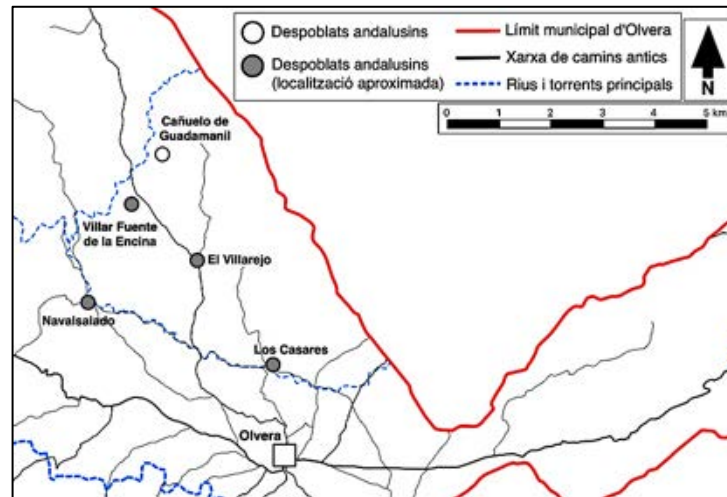 Despoblats andalusins
Despoblats andalusins
(localització aproximada)
Límit municipal d'Olvera
Xarxa de camins antics
Rius i torrents principals
N
0 1 2 3 4 5 km
Cañuelo de
Guadamanil
Villar Fuente
de la Encina
El Villarejo
Navalsalado
Los Casares
Olvera